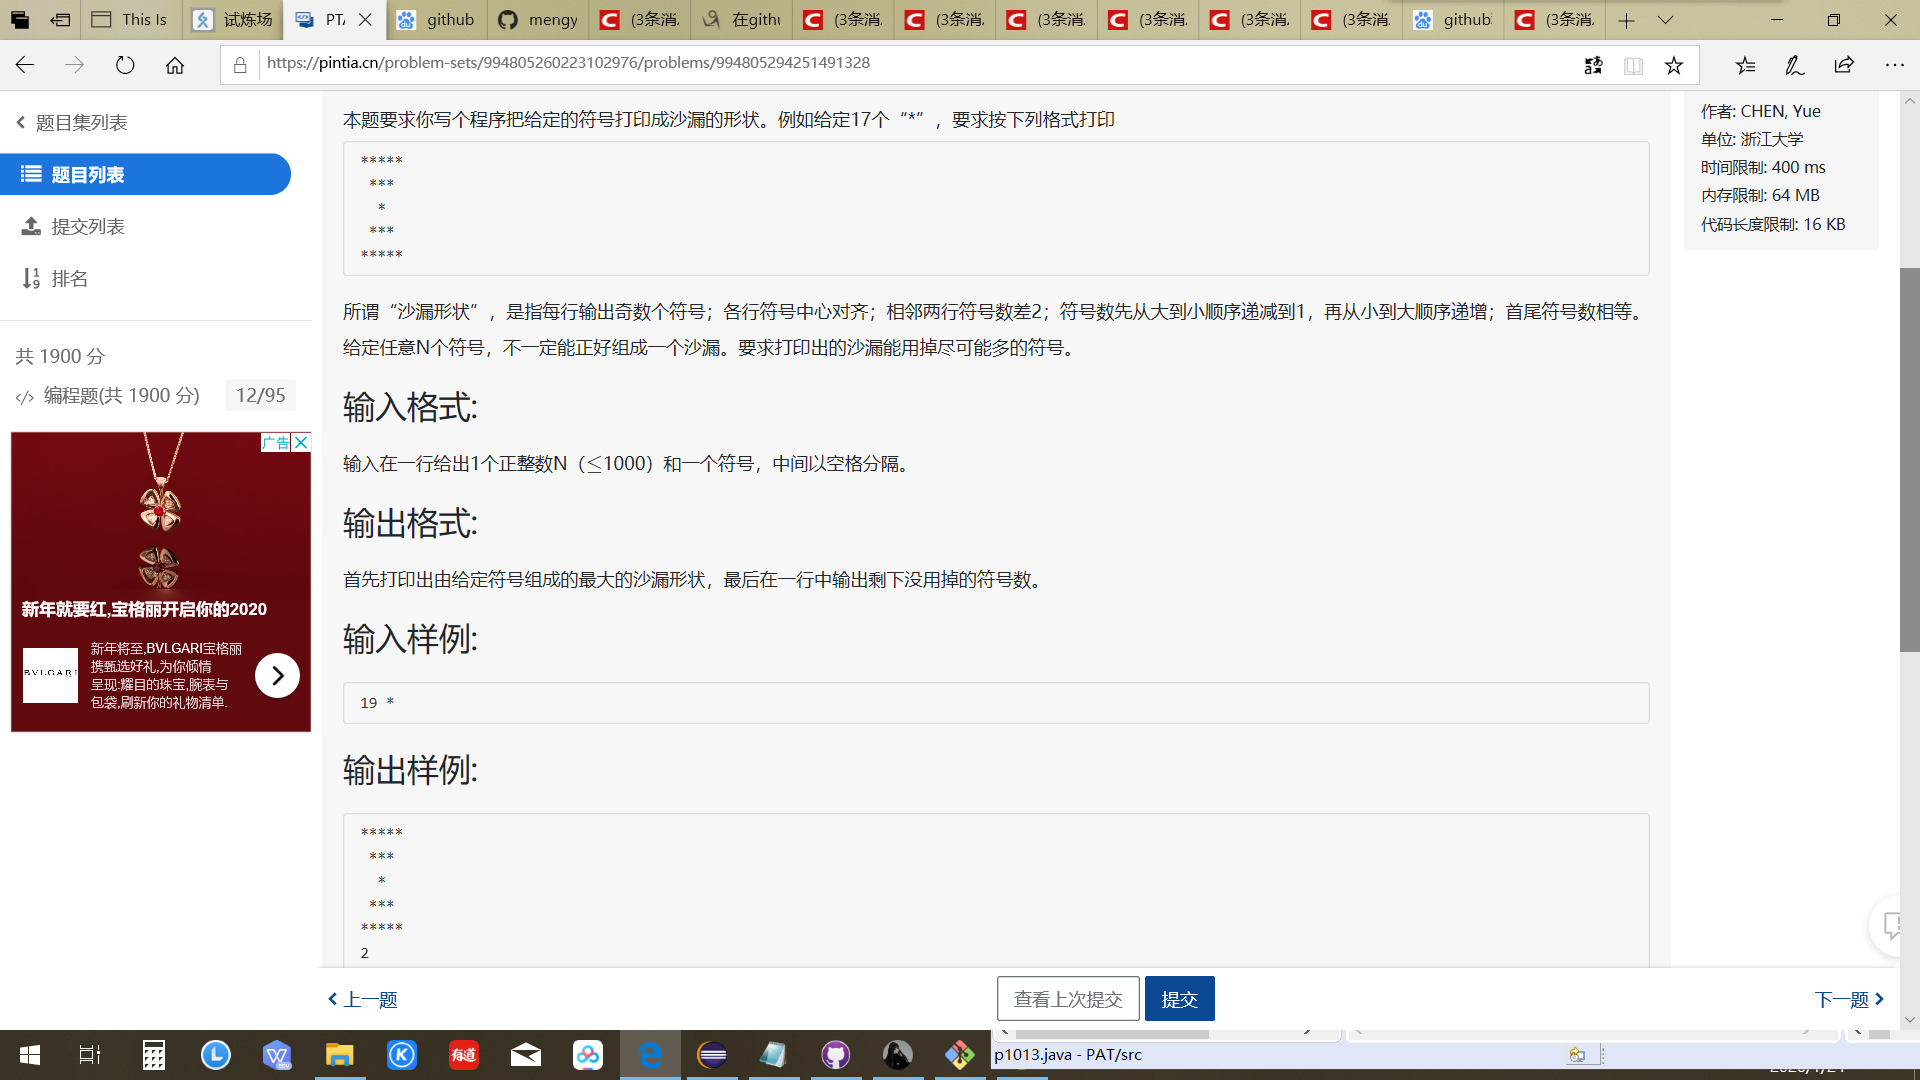 This Is
试炼场
PTA
github
mengy
(3条消息
在githu
(3条消息
(3条消息
(3条消息
(3条消息
(3条消息
(3条消息
github
(3条消息
https://pintia.cn/problem-sets/994805260223102976/problems/994805294251491328
题目集列表
题目列表
提交列表
排名
共 1900 分
编程题(共 1900 分) 12/95
广告
新年就要红,宝格丽开启你的2020
BVLGARI
新年将至,BVLGARI宝格丽
携甄选好礼,为你倾情
呈现:耀目的珠宝,腕表与
包袋,刷新你的礼物清单.
本题要求你写个程序把给定的符号打印成沙漏的形状。例如给定17个“*”，要求按下列格式打印
*****
 ***
  *
 ***
*****
所谓“沙漏形状”，是指每行输出奇数个符号；各行符号中心对齐；相邻两行符号数差2；符号数先从大到小顺序递减到1，再从小到大顺序递增；首尾符号数相等。
给定任意N个符号，不一定能正好组成一个沙漏。要求打印出的沙漏能用掉尽可能多的符号。
输入格式:
输入在一行给出1个正整数N（≤1000）和一个符号，中间以空格分隔。
输出格式:
首先打印出由给定符号组成的最大的沙漏形状，最后在一行中输出剩下没用掉的符号数。
输入样例:
19 *
输出样例:
*****
 ***
  *
 ***
*****
2
作者: CHEN, Yue
单位: 浙江大学
时间限制: 400 ms
内存限制: 64 MB
代码长度限制: 16 KB
上一题
查看上次提交
提交
下一题
有道
p1013.java - PAT/src